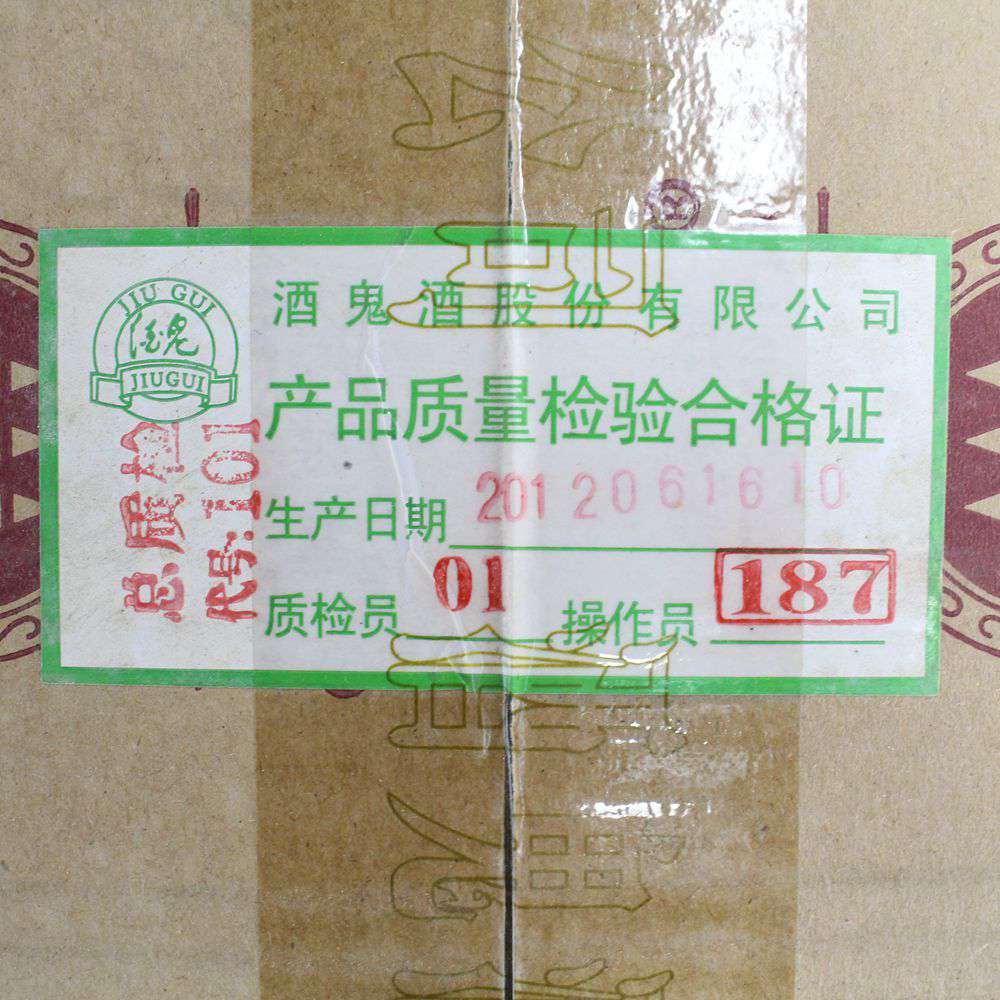 JIU GUI
酒鬼
JIUGUI
酒鬼酒股份有限公司
产品质量检验合格证
生产日期 2012061610
质检员 01 操作员 187
总质检
代号:101